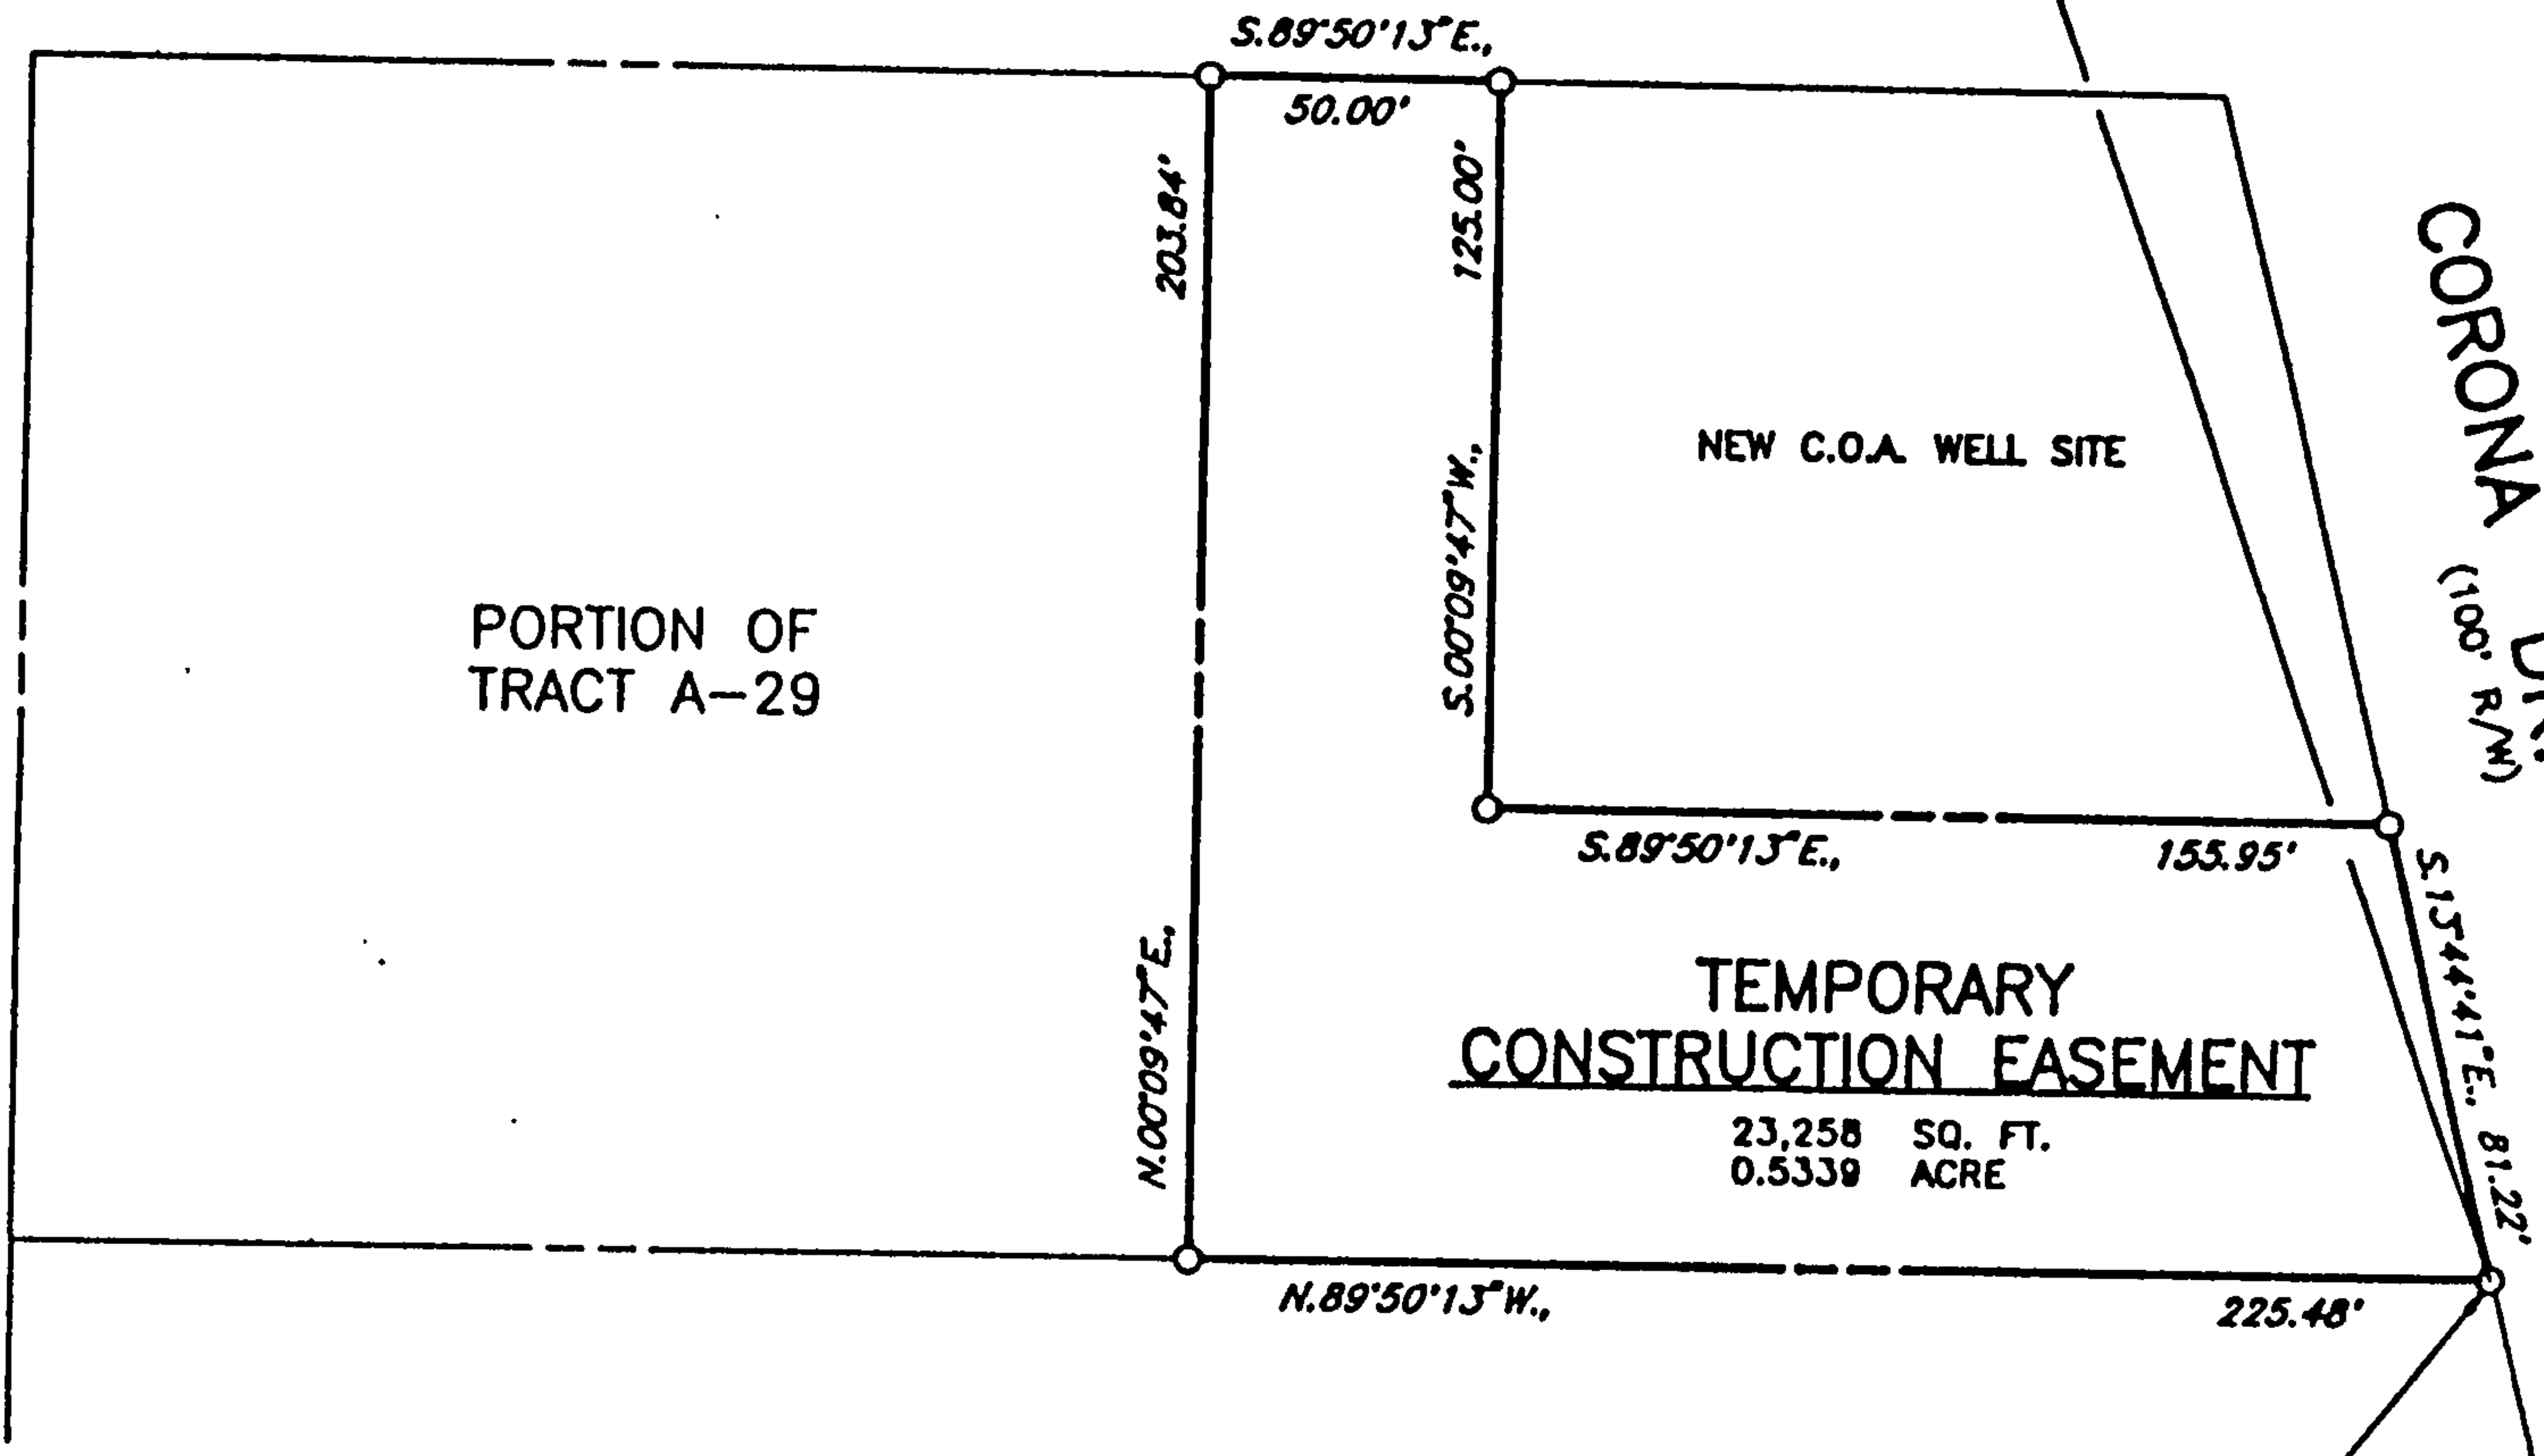 S.89°50'13"E.,
50.00'
203.84'
125.00'
CORONA DR.
(100' R/W)
NEW C.O.A. WELL SITE
S.00°09'47"W.,
PORTION OF
TRACT A-29
S.89°50'13"E.,
155.95'
S.15°44'41"E., 81.22'
N.00°09'47"E.,
TEMPORARY
CONSTRUCTION EASEMENT
23,258 SQ. FT.
0.5339 ACRE
N.89°50'13"W.,
225.48'